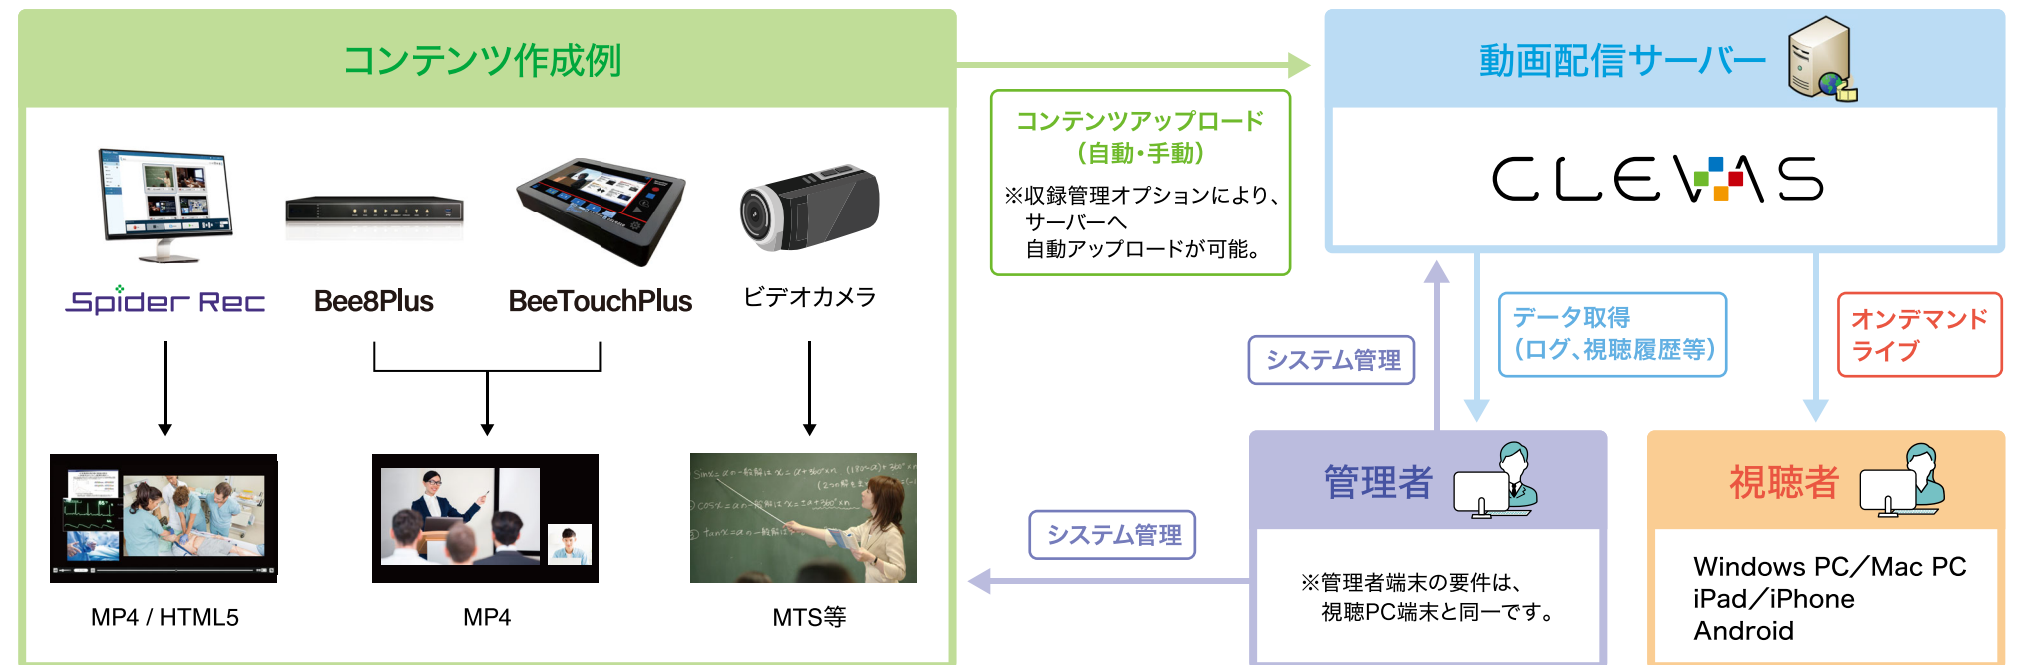 コンテンツ作成例
Spider Rec
Bee8Plus
BeeTouchPlus
ビデオカメラ
MP4 / HTML5
MP4
MTS等
コンテンツアップロード
（自動・手動）
※収録管理オプションにより、
サーバーへ
自動アップロードが可能。
動画配信サーバー
CLEVAS
システム管理
データ取得
（ログ、視聴履歴等）
オンデマンド
ライブ
システム管理
管理者
※管理者端末の要件は、
視聴PC端末と同一です。
視聴者
Windows PC／Mac PC
iPad／iPhone
Android